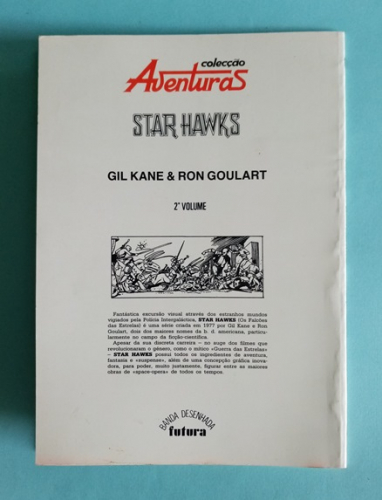 colecção
Aventuras
STAR HAWKS
GIL KANE & RON GOULART
2º VOLUME
Fantástica excursão visual através dos estranhos mundos
vigiados pela Polícia Intergaláctica, STAR HAWKS (Os Falcões
das Estrelas) é uma série criada em 1977 por Gil Kane e Ron
Goulart, dois dos maiores nomes da b. d. americana, particu-
larmente no campo da ficção-científica.
Apesar da sua discreta carreira – no auge dos filmes que
revolucionaram o género, como o mítico «Guerra das Estrelas»
– STAR HAWKS possui todos os ingredientes de aventura,
fantasia e «suspense», além de uma concepção gráfica inova-
dora, para poder, muito justamente, figurar entre as maiores
obras de «space-opera» de todos os tempos.
BANDA DESENHADA
futura